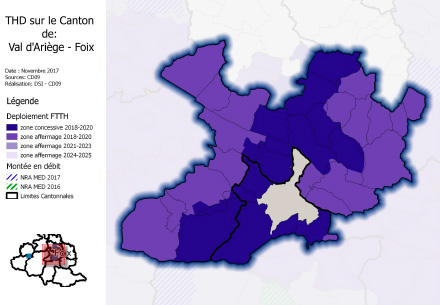 THD sur le Canton
de:
Val d'Ariège - Foix
Date : Novembre 2017
Sources: CD09
Réalisation: DSI - CD09
Légende
Deploiement FTTH
zone concessive 2018-2020
zone affermage 2018-2020
zone affermage 2021-2023
zone affermage 2024-2025
Montée en débit
NRA MED 2017
NRA MED 2016
Limites Cantonnales
Foix